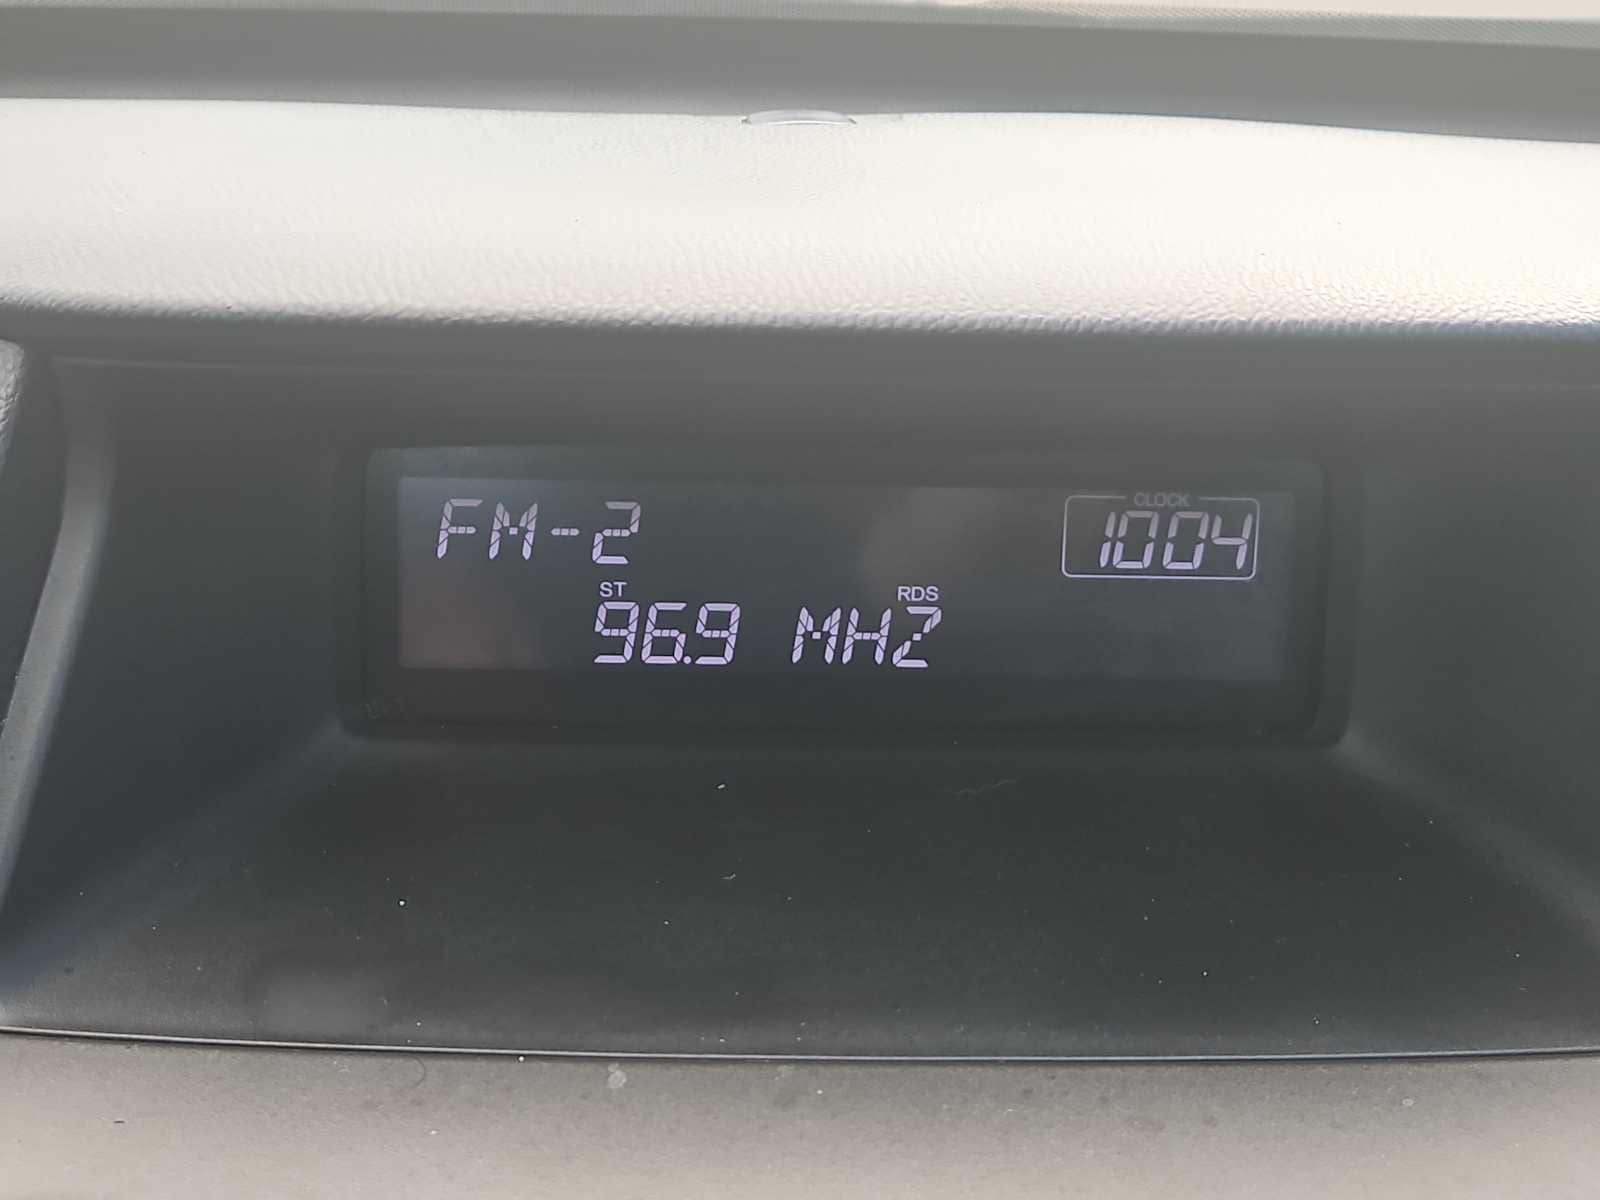 FM-2
CLOCK
1004
ST
RDS
96.9 MHZ